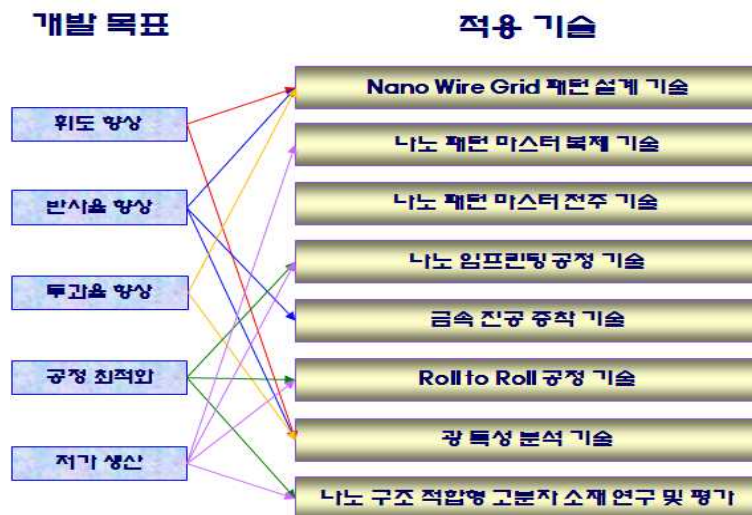 개발 목표
적용 기술
휘도 향상
반사율 향상
투과율 향상
공정 최적화
저가 생산
Nano Wire Grid 패턴 설계 기술
나노 패턴 마스터 복제 기술
나노 패턴 마스터 전주 기술
나노 임프린팅 공정 기술
금속 진공 증착 기술
Roll to Roll 공정 기술
광 특성 분석 기술
나노 구조 적합형 고분자 소재 연구 및 평가